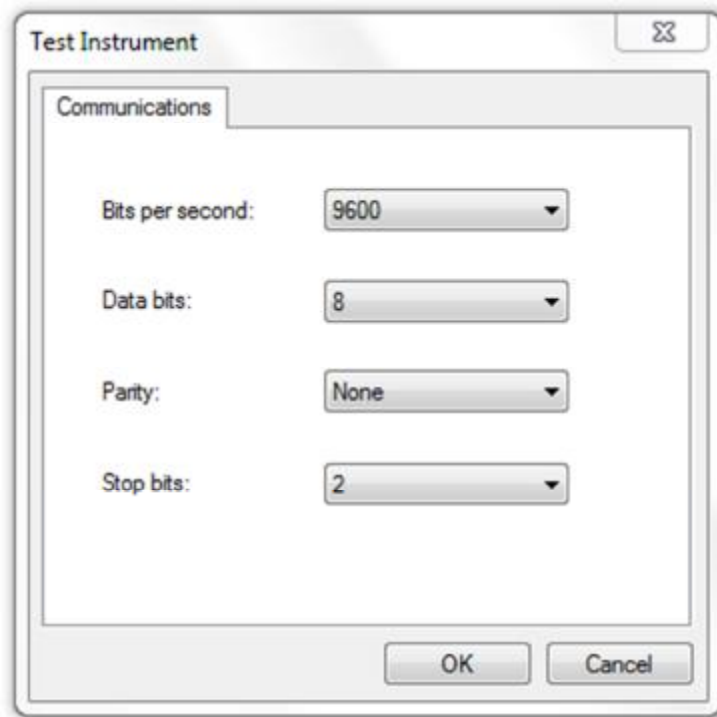 Test Instrument
Communications
Bits per second: 9600
Data bits: 8
Parity: None
Stop bits: 2
OK Cancel